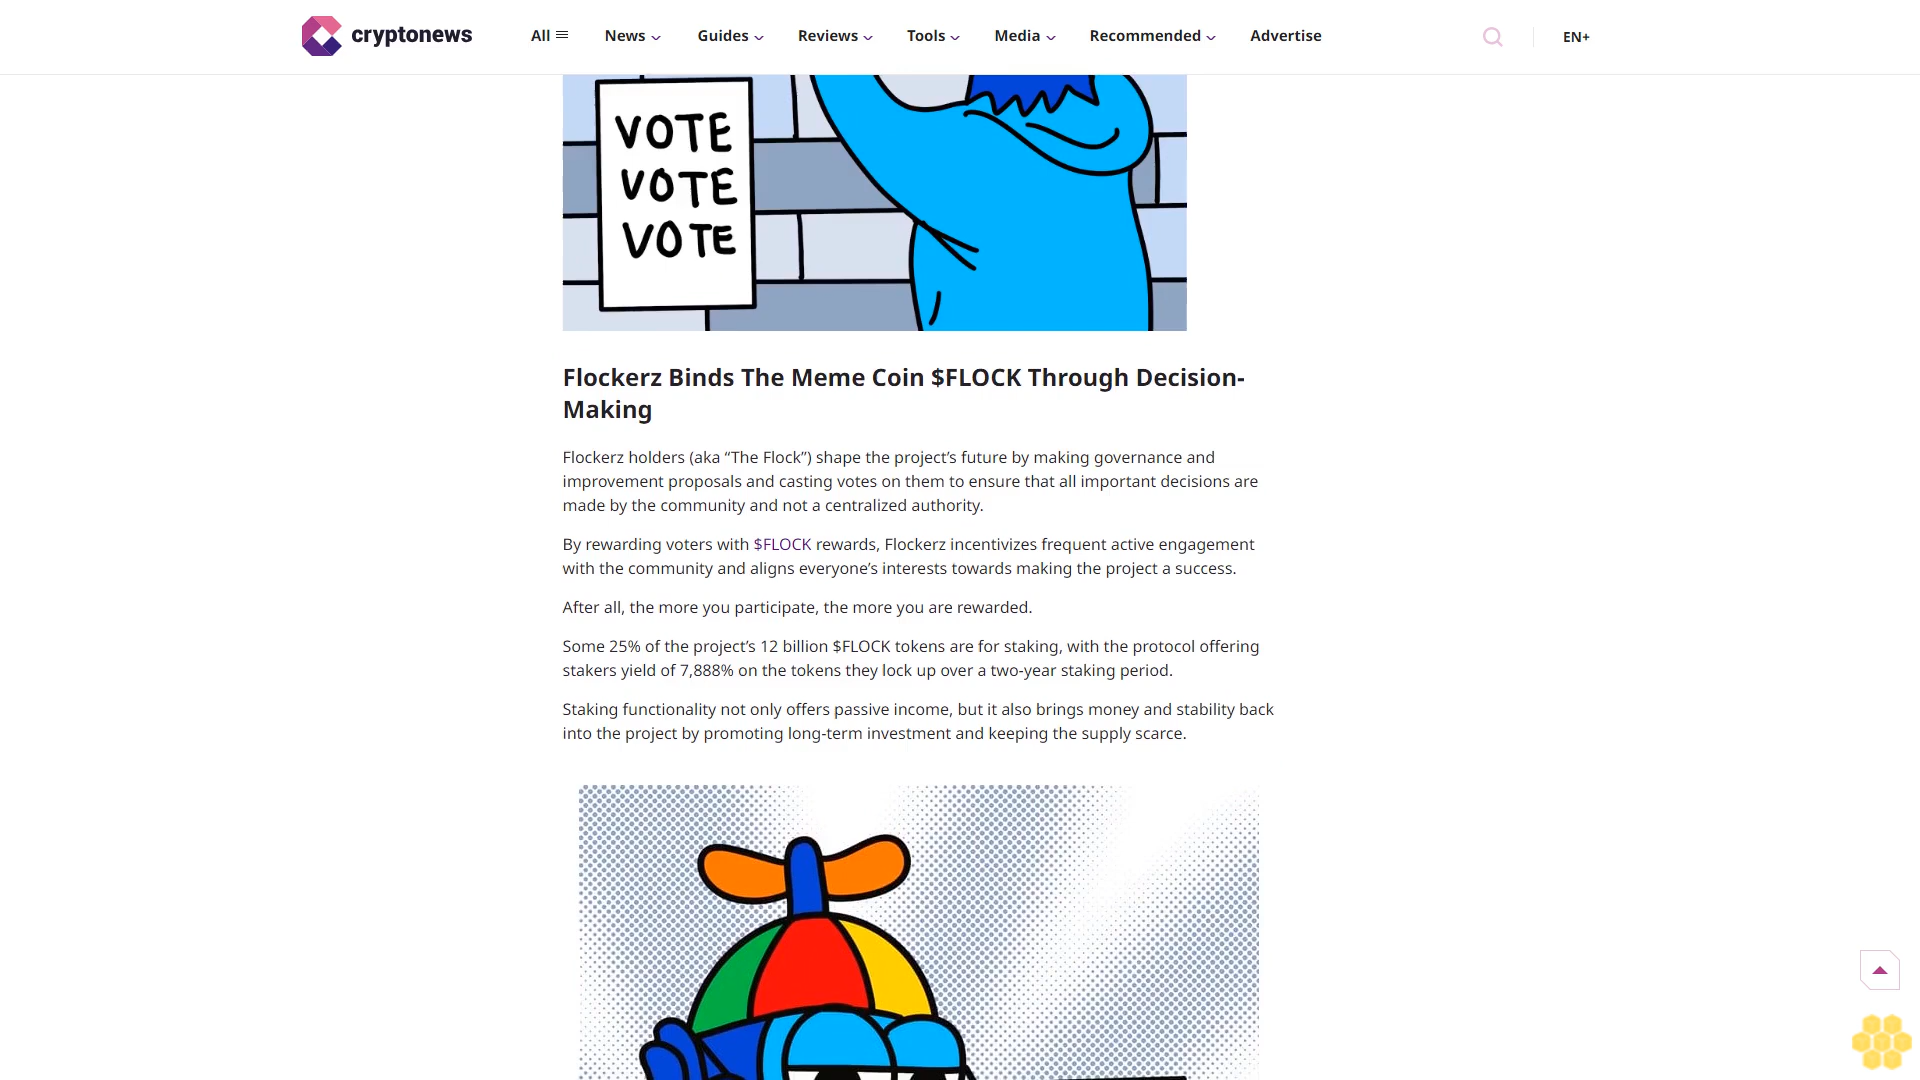 cryptonews
All
News
Guides
Reviews
Tools
Media
Recommended
Advertise
EN+
VOTE
VOTE
VOTE
Flockerz Binds The Meme Coin $FLOCK Through Decision-
Making
Flockerz holders (aka “The Flock”) shape the project’s future by making governance and
improvement proposals and casting votes on them to ensure that all important decisions are
made by the community and not a centralized authority.
By rewarding voters with $FLOCK rewards, Flockerz incentivizes frequent active engagement
with the community and aligns everyone’s interests towards making the project a success.
After all, the more you participate, the more you are rewarded.
Some 25% of the project’s 12 billion $FLOCK tokens are for staking, with the protocol offering
stakers yield of 7,888% on the tokens they lock up over a two-year staking period.
Staking functionality not only offers passive income, but it also brings money and stability back
into the project by promoting long-term investment and keeping the supply scarce.